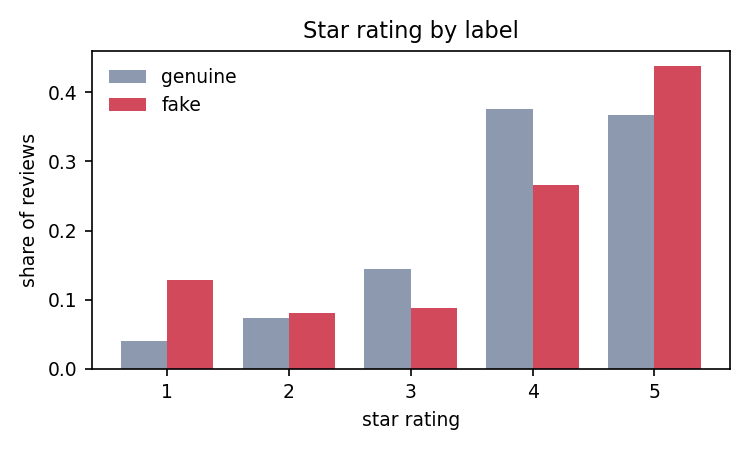 Star rating by label
genuine
fake
share of reviews
0.4
0.3
0.2
0.1
0.0
1 2 3 4 5
star rating